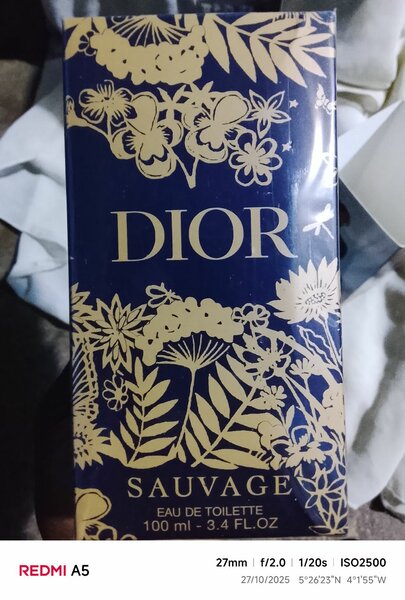 DIOR
SAUVAGE
EAU DE TOILETTE
100 ml - 3.4 FL.OZ
REDMI A5
27mm | f/2.0 | 1/20s | ISO2500
27/10/2025 5°26'23"N 4°1'55"W